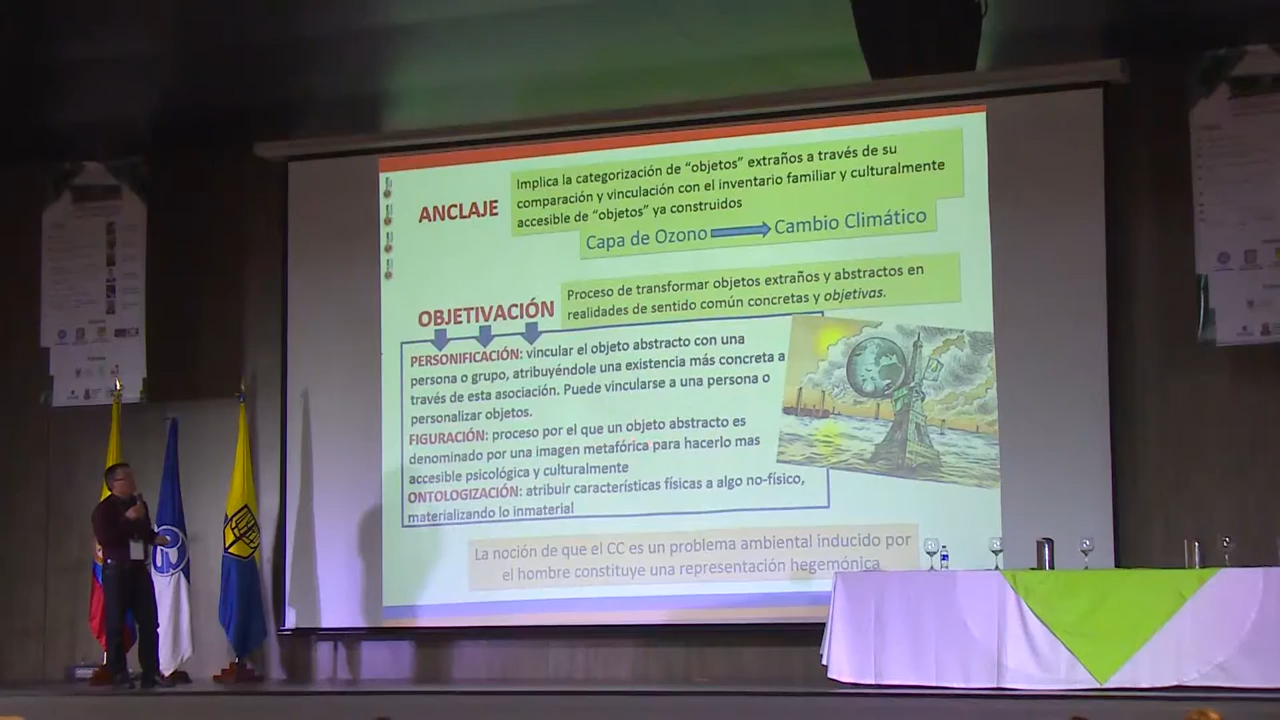 ANCLAJE
Implica la categorización de “objetos” extraños a través de su
comparación y vinculación con el inventario familiar y culturalmente
accesible de “objetos” ya construidos
Capa de Ozono
Cambio Climático
OBJETIVACIÓN
Proceso de transformar objetos extraños y abstractos en
realidades de sentido común concretas y objetivas.
PERSONIFICACIÓN: vincular el objeto abstracto con una
persona o grupo, atribuyéndole una existencia más concreta a
través de esta asociación. Puede vincularse a una persona o
personalizar objetos.
FIGURACIÓN: proceso por el que un objeto abstracto es
denominado por una imagen metafórica para hacerlo mas
accesible psicológica y culturalmente
ONTOLOGIZACIÓN: atribuir características físicas a algo no-físico,
materializando lo inmaterial
La noción de que el CC es un problema ambiental inducido por
el hombre constituye una representación hegemónica